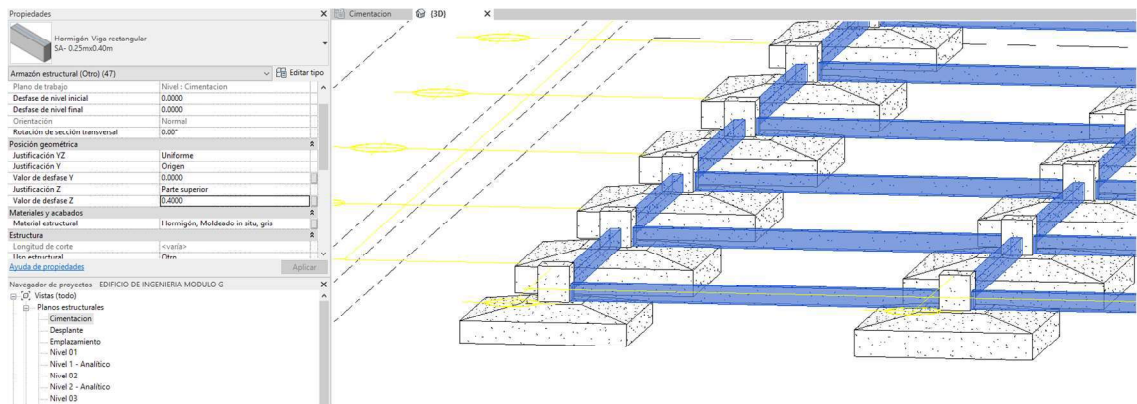 Propiedades
Cimentacion
{3D}
Hormigón-Viga rectangular
SA- 0.25mx0.40m
Armazón estructural (Otro) (47)
Editar tipo
Plano de trabajo
Nivel : Cimentacion
Desfase de nivel inicial
0.0000
Desfase de nivel final
0.0000
Orientación
Normal
Rotación de sección transversal
0.00°
Posición geométrica
Justificación YZ
Uniforme
Justificación Y
Origen
Valor de desfase Y
0.0000
Justificación Z
Parte superior
Valor de desfase Z
0.4000
Materiales y acabados
Material estructural
Hormigón, Moldeado in situ, gris
Estructura
Longitud de corte
<varía>
Uso estructural
Otro
Ayuda de propiedades
Aplicar
Navegador de proyectos - EDIFICIO DE INGENIERIA MODULO G
Vistas (todo)
Planos estructurales
Cimentacion
Desplante
Emplazamiento
Nivel 01
Nivel 1 - Analítico
Nivel 02
Nivel 2 - Analítico
Nivel 03